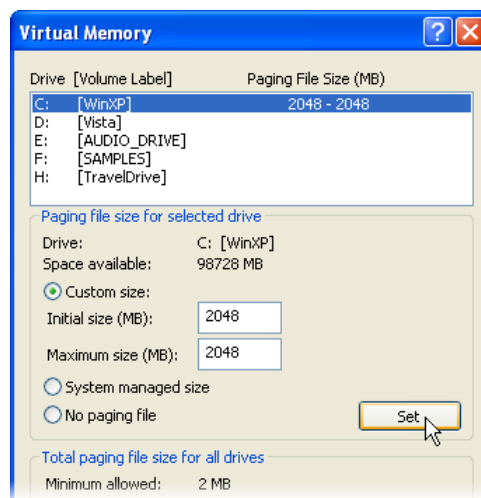 Virtual Memory
Drive [Volume Label] Paging File Size (MB)
C: [WinXP] 2048 - 2048
D: [Vista]
E: [AUDIO_DRIVE]
F: [SAMPLES]
H: [TravelDrive]
Paging file size for selected drive
Drive: C: [WinXP]
Space available: 98728 MB
Custom size:
Initial size (MB): 2048
Maximum size (MB): 2048
System managed size
No paging file Set
Total paging file size for all drives
Minimum allowed: 2 MB